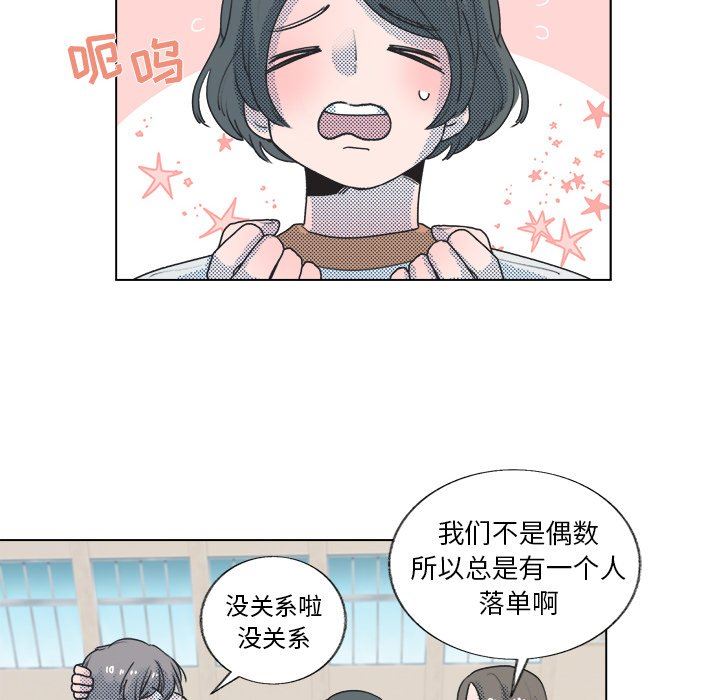 呃呜
我们不是偶数
所以总是有一个人
落单啊
没关系啦
没关系